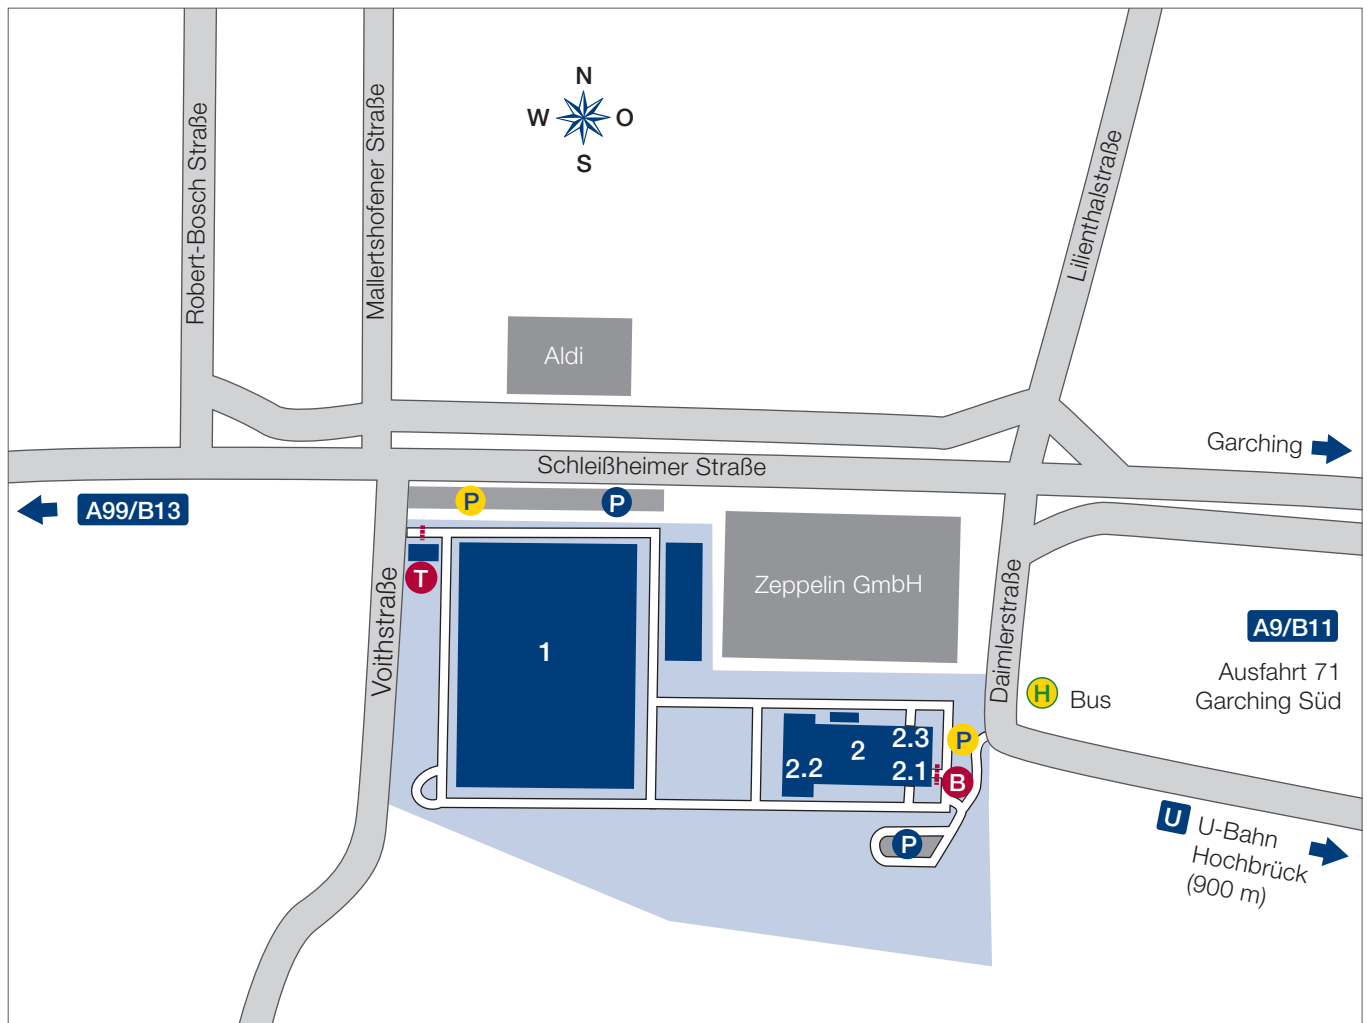 N
W
O
S
Robert-Bosch Straße
Mallertshofener Straße
Lilienthalstraße
Aldi
Garching
Schleißheimer Straße
A99/B13
P
P
T
Voithstraße
1
Zeppelin GmbH
Daimlerstraße
A9/B11
Ausfahrt 71
Garching Süd
H
Bus
2
2.3
2.2
2.1
P
B
P
U
U-Bahn
Hochbrück
(900 m)